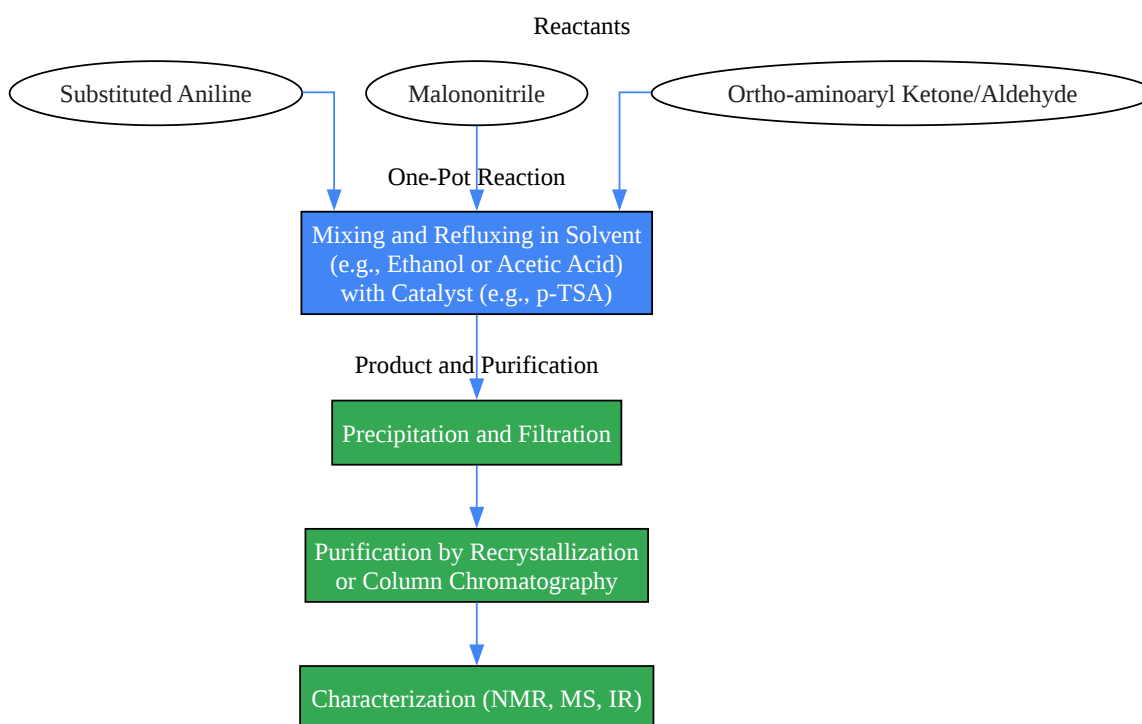 Reactants
Substituted Aniline
Malononitrile
Ortho-aminoaryl Ketone/Aldehyde
One-Pot Reaction
Mixing and Refluxing in Solvent
(e.g., Ethanol or Acetic Acid)
with Catalyst (e.g., p-TSA)
Product and Purification
Precipitation and Filtration
Purification by Recrystallization
or Column Chromatography
Characterization (NMR, MS, IR)